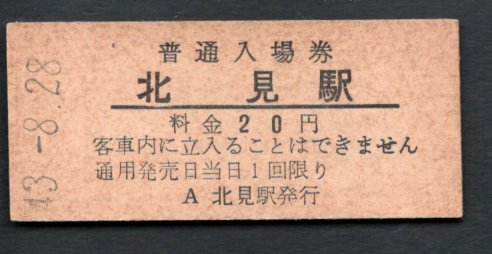 普通入場券
北見駅
料金20円
客車内に立入ることはできません
通用発売日当日1回限り
A 北見駅発行
43-8.28